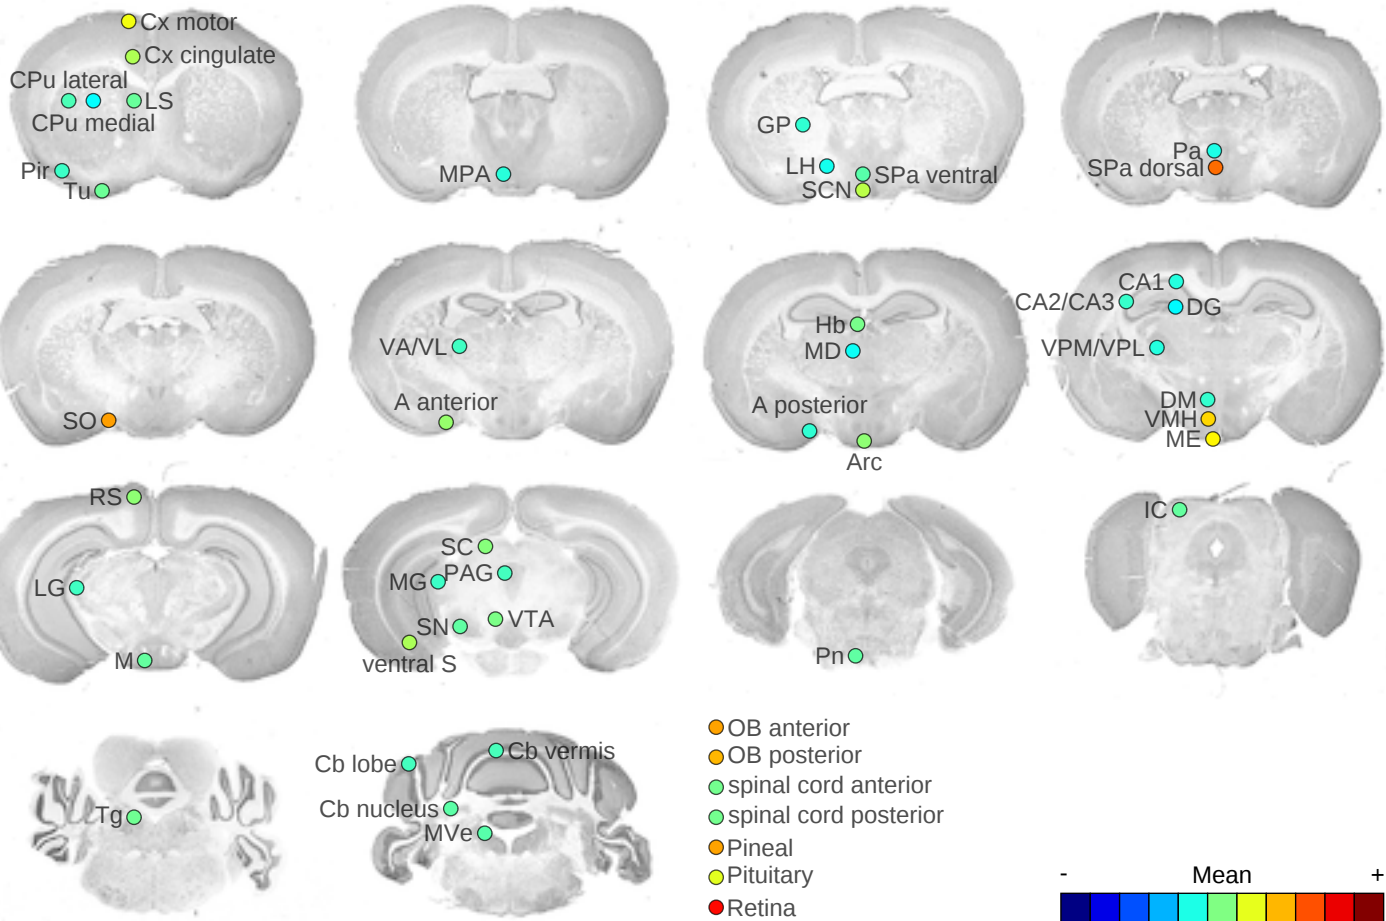 Cx motor
Cx cingulate
CPu lateral
LS
CPu medial
Pir
Tu
MPA
GP
LH
SPa ventral
SCN
Pa
SPa dorsal
SO
VA/VL
A anterior
Hb
MD
A posterior
Arc
CA1
CA2/CA3
DG
VPM/VPL
DM
VMH
ME
RS
LG
M
SC
MG
PAG
SN
VTA
ventral S
Pn
IC
Tg
Cb lobe
Cb vermis
Cb nucleus
MVe
OB anterior
OB posterior
spinal cord anterior
spinal cord posterior
Pineal
Pituitary
Retina
- Mean +